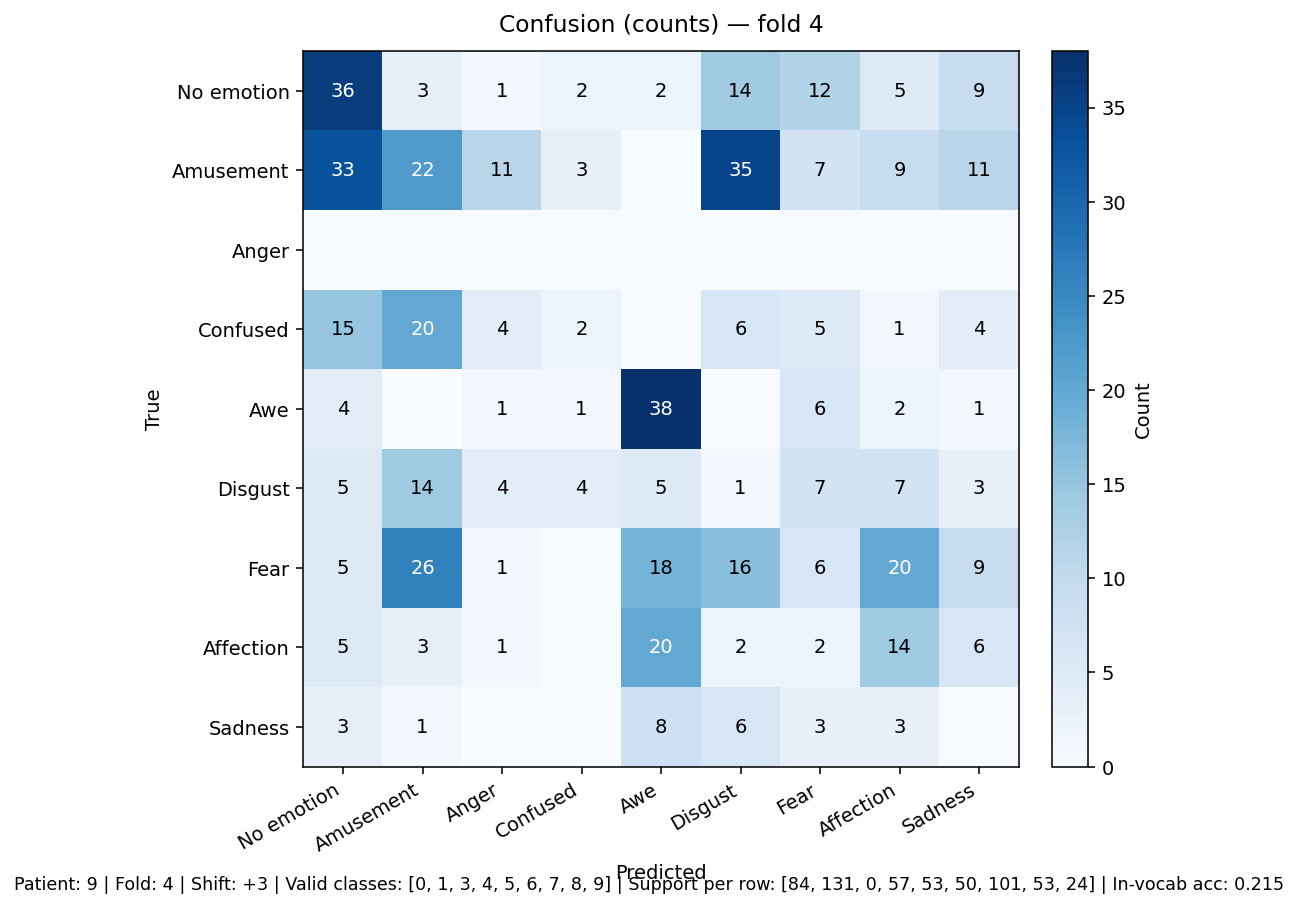 Confusion (counts) — fold 4
No emotion 36 3 1 2 2 14 12 5 9
Amusement 33 22 11 3 35 7 9 11
Anger
Confused 15 20 4 2 6 5 1 4
Awe 4 1 1 38 6 2 1
Disgust 5 14 4 4 5 1 7 7 3
Fear 5 26 1 18 16 6 20 9
Affection 5 3 1 20 2 2 14 6
Sadness 3 1 8 6 3 3
True
No emotion Amusement Anger Confused Awe Disgust Fear Affection Sadness
Predicted
35
30
25
20
15
10
5
0
Count
Patient: 9 | Fold: 4 | Shift: +3 | Valid classes: [0, 1, 3, 4, 5, 6, 7, 8, 9] | Support per row: [84, 131, 0, 57, 53, 50, 101, 53, 24] | In-vocab acc: 0.215